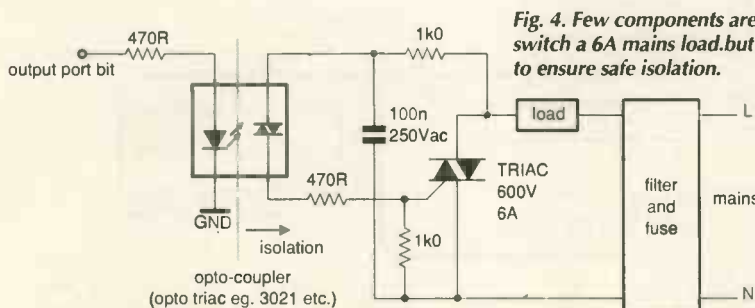 Fig. 4. Few components are
switch a 6A mains load.but
to ensure safe isolation.
470R
output port bit
1k0
100n
250Vac
load
L
TRIAC
600V
6A
filter
and
fuse
mains
470R
GND
isolation
1k0
opto-coupler
(opto triac eg. 3021 etc.)
N